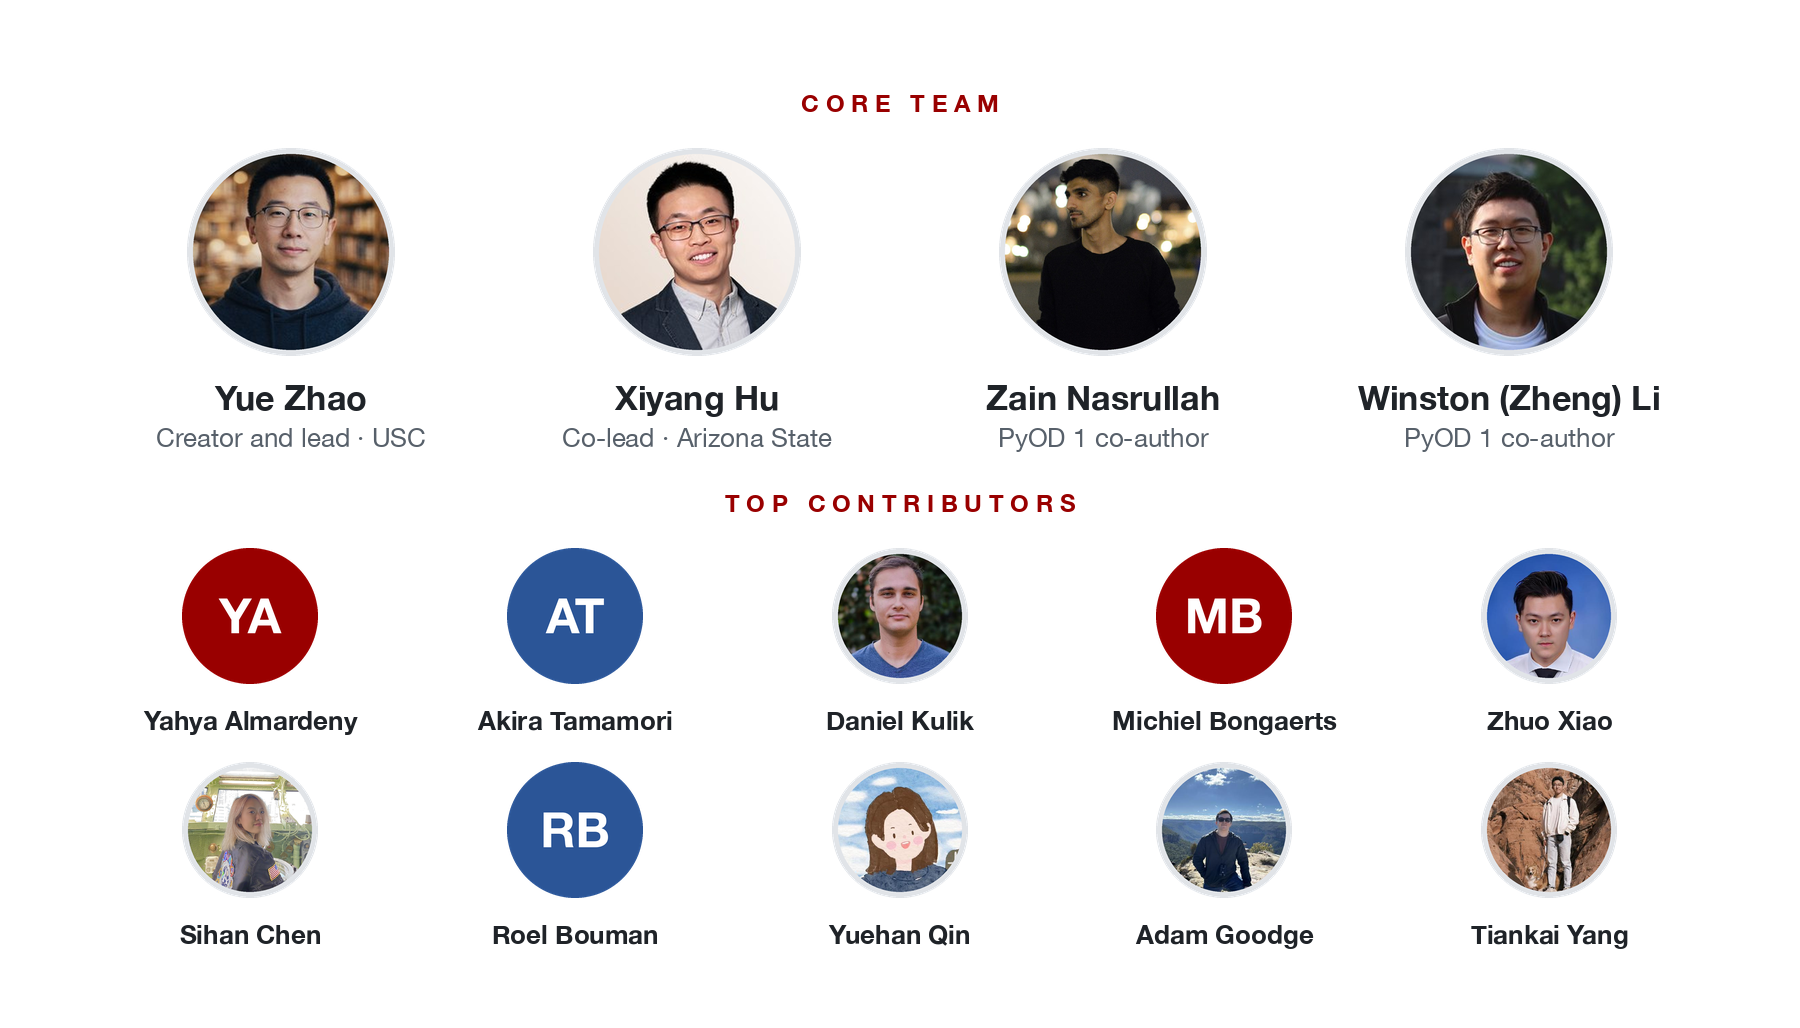 CORE TEAM
Yue Zhao
Creator and lead · USC
Xiyang Hu
Co-lead · Arizona State
Zain Nasrullah
PyOD 1 co-author
Winston (Zheng) Li
PyOD 1 co-author
TOP CONTRIBUTORS
YA
Yahya Almardeny
AT
Akira Tamamori
Daniel Kulik
MB
Michiel Bongaerts
Zhuo Xiao
Sihan Chen
RB
Roel Bouman
Yuehan Qin
Adam Goodge
Tiankai Yang